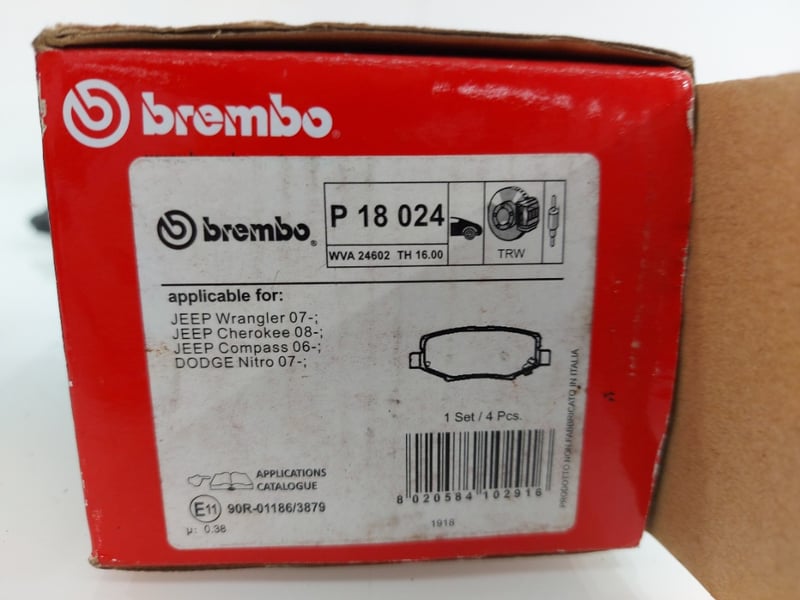 brembo
brembo
P 18 024
WVA 24602 TH 16.00
TRW
applicable for:
JEEP Wrangler 07-;
JEEP Cherokee 08-;
JEEP Compass 06-;
DODGE Nitro 07-;
1 Set / 4 Pcs.
8 020584 102916
PRODOTTO NON FABBRICATO IN ITALIA
APPLICATIONS
CATALOGUE
E11 90R-01186/3879
µ: 0.38
1918